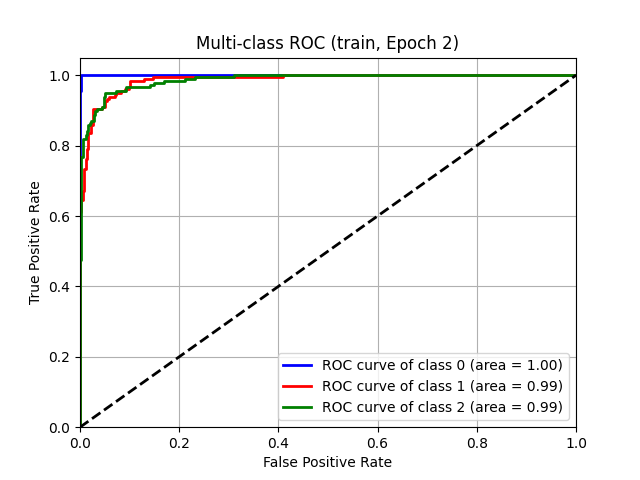 Multi-class ROC (train, Epoch 2)
True Positive Rate
1.0
0.8
0.6
0.4
0.2
0.0
ROC curve of class 0 (area = 1.00)
ROC curve of class 1 (area = 0.99)
ROC curve of class 2 (area = 0.99)
0.0 0.2 0.4 0.6 0.8 1.0
False Positive Rate